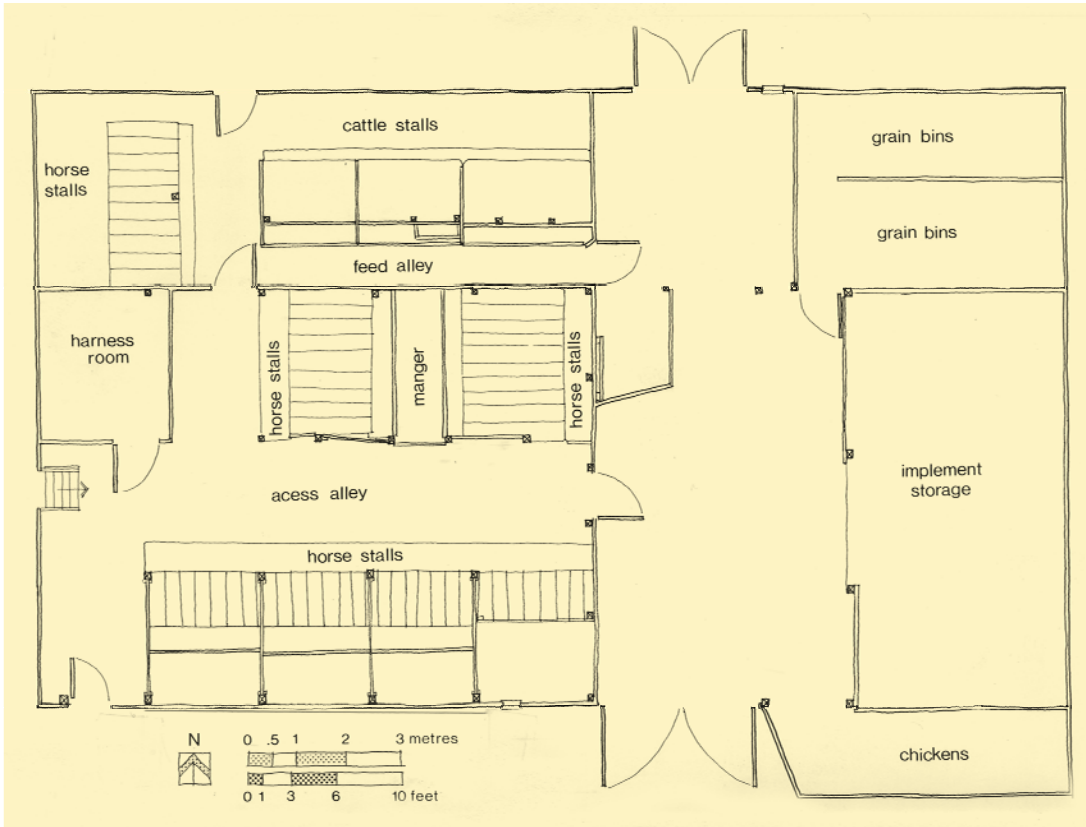 cattle stalls
grain bins
horse
stalls
grain bins
feed alley
harness
room
horse stalls
manger
horse stalls
implement
storage
acess alley
horse stalls
N
0 .5 1 2 3 metres
0 1 3 6 10 feet
chickens